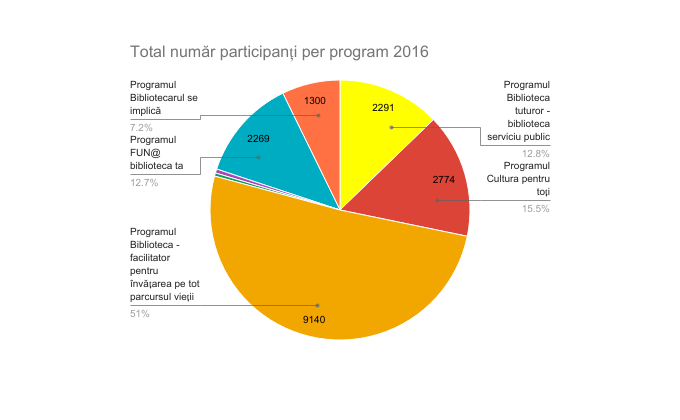 Total număr participanți per program 2016
Programul
Bibliotecarul se
implică
7.2%
Programul
FUN@
biblioteca ta
12.7%
Programul
Biblioteca -
facilitator
pentru
învățarea pe tot
parcursul vieții
51%
1300
2291
2269
2774
9140
Programul
Biblioteca
tuturor -
biblioteca
serviciu public
12.8%
Programul
Cultura pentru
toți
15.5%